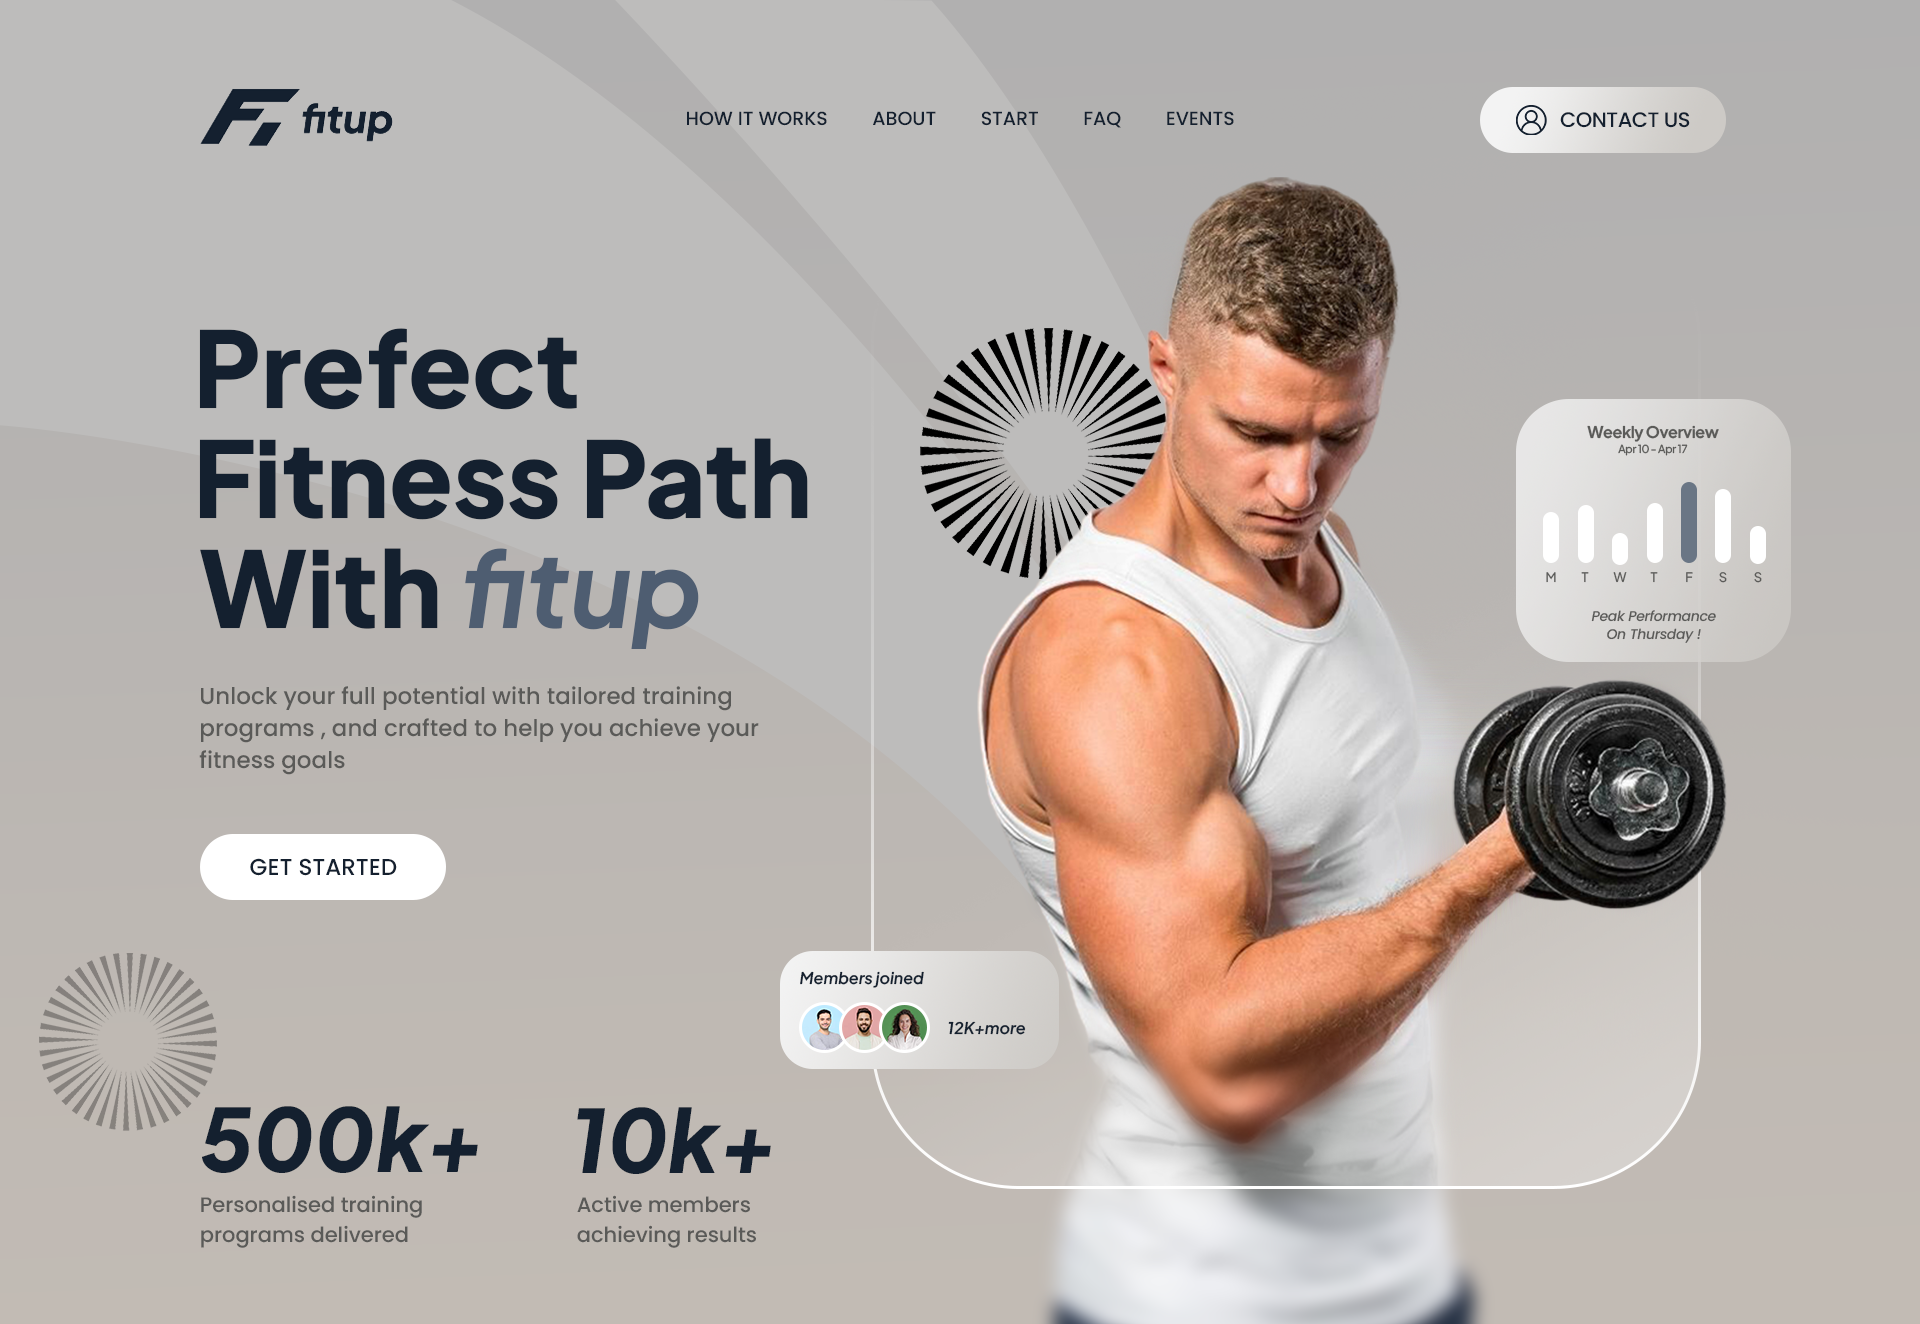 fitup
HOW IT WORKS
ABOUT
START
FAQ
EVENTS
CONTACT US
Prefect
Fitness Path
With fitup
Unlock your full potential with tailored training
programs , and crafted to help you achieve your
fitness goals
GET STARTED
Weekly Overview
Apr 10 - Apr 17
M T W T F S S
Peak Performance
On Thursday !
Members joined
12K+more
500k+
Personalised training
programs delivered
10k+
Active members
achieving results